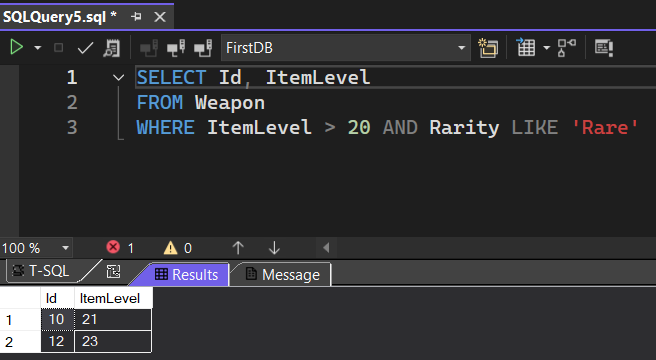 SQLQuery5.sql *
FirstDB
1 SELECT Id, ItemLevel
2 FROM Weapon
3 WHERE ItemLevel > 20 AND Rarity LIKE 'Rare'
100 % 1 0
T-SQL Results Message
Id ItemLevel
1 10 21
2 12 23